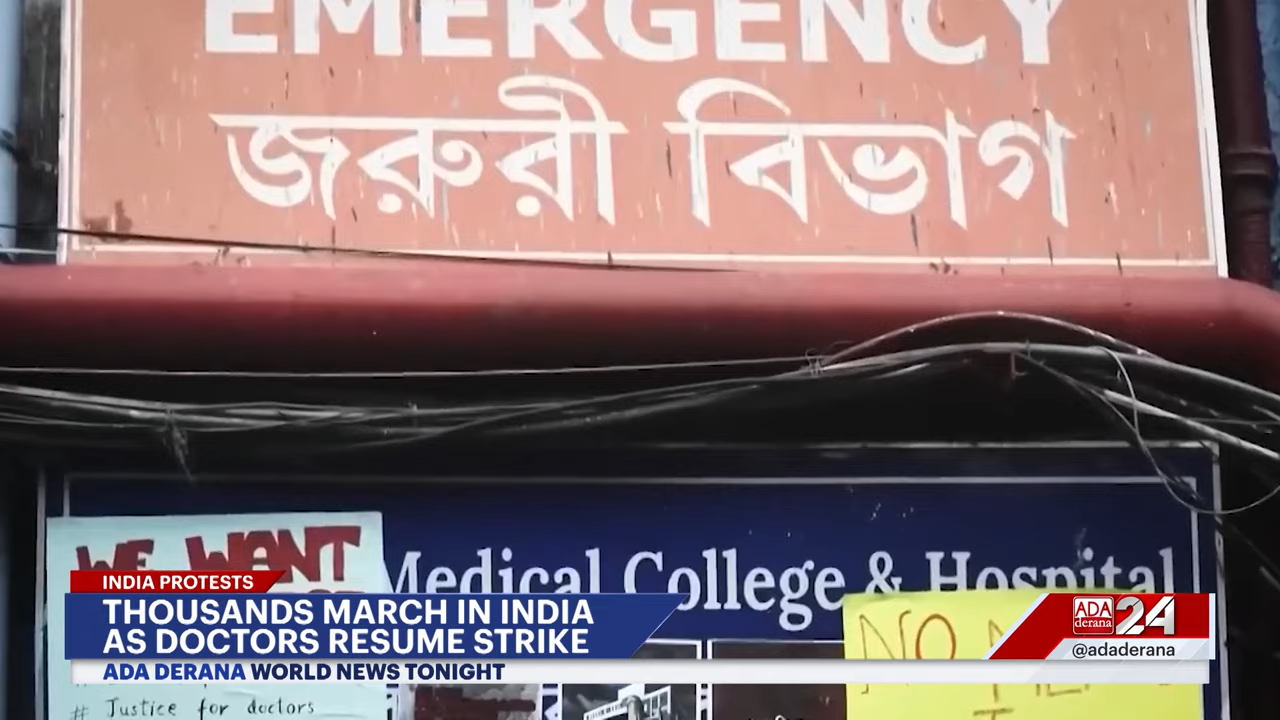 EMERGENCY
জরুরী বিভাগ
WE WANT
Medical College & Hospital
NO
INDIA PROTESTS
THOUSANDS MARCH IN INDIA
AS DOCTORS RESUME STRIKE
ADA DERANA WORLD NEWS TONIGHT
ADA
derana
24
@adaderana
# Justice for doctors